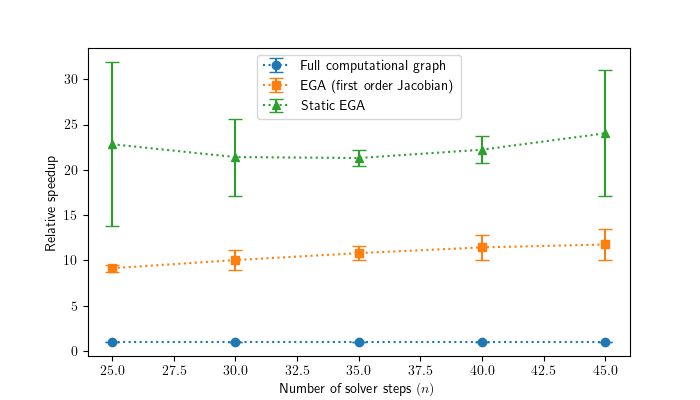 Full computational graph
EGA (first order Jacobian)
Static EGA
30
25
20
15
10
5
0
Relative speedup
25.0 27.5 30.0 32.5 35.0 37.5 40.0 42.5 45.0
Number of solver steps (n)